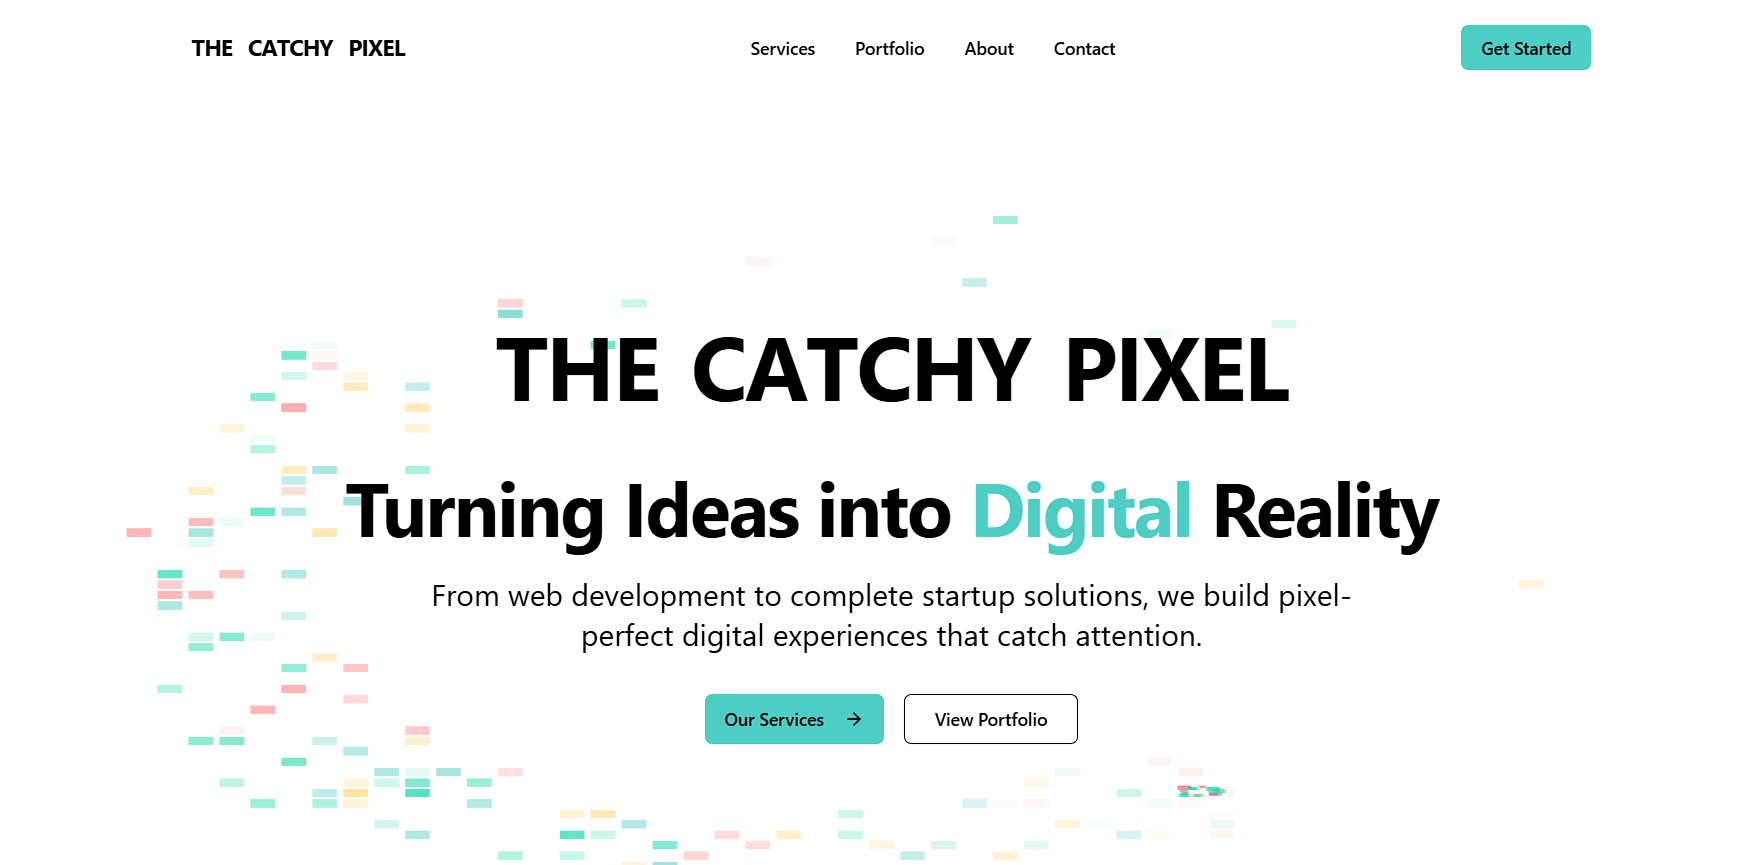 THE CATCHY PIXEL
Services
Portfolio
About
Contact
Get Started
THE CATCHY PIXEL
Turning Ideas into Digital Reality
From web development to complete startup solutions, we build pixel-
perfect digital experiences that catch attention.
Our Services
View Portfolio